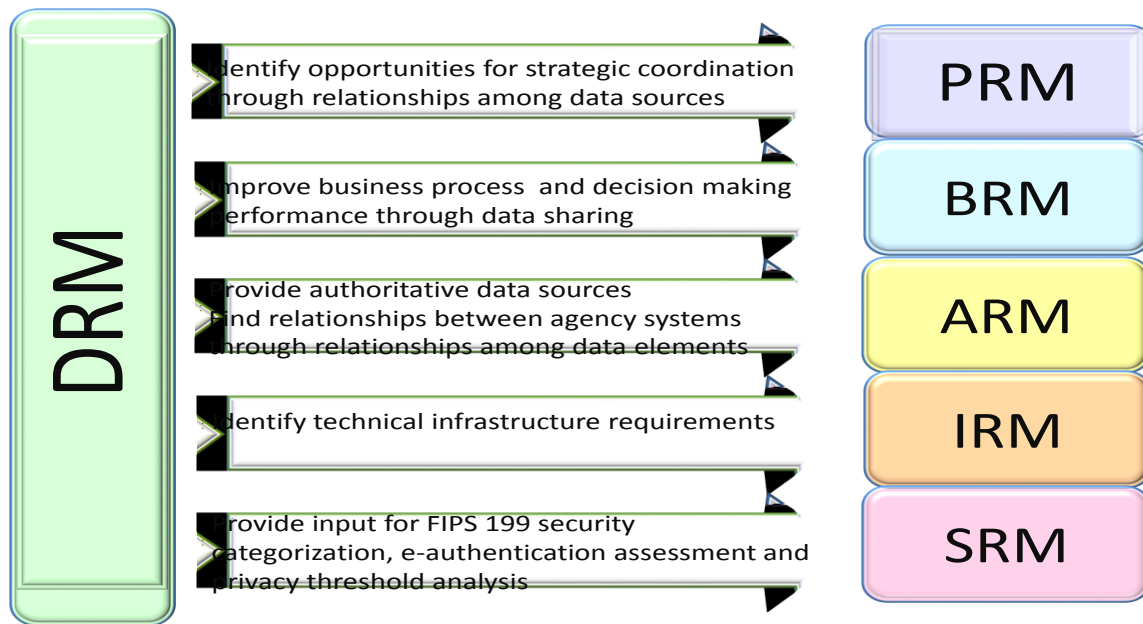 DRM
Identify opportunities for strategic coordination
through relationships among data sources
PRM
Improve business process and decision making
performance through data sharing
BRM
Provide authoritative data sources
Find relationships between agency systems
through relationships among data elements
ARM
Identify technical infrastructure requirements
IRM
Provide input for FIPS 199 security
categorization, e-authentication assessment and
privacy threshold analysis
SRM